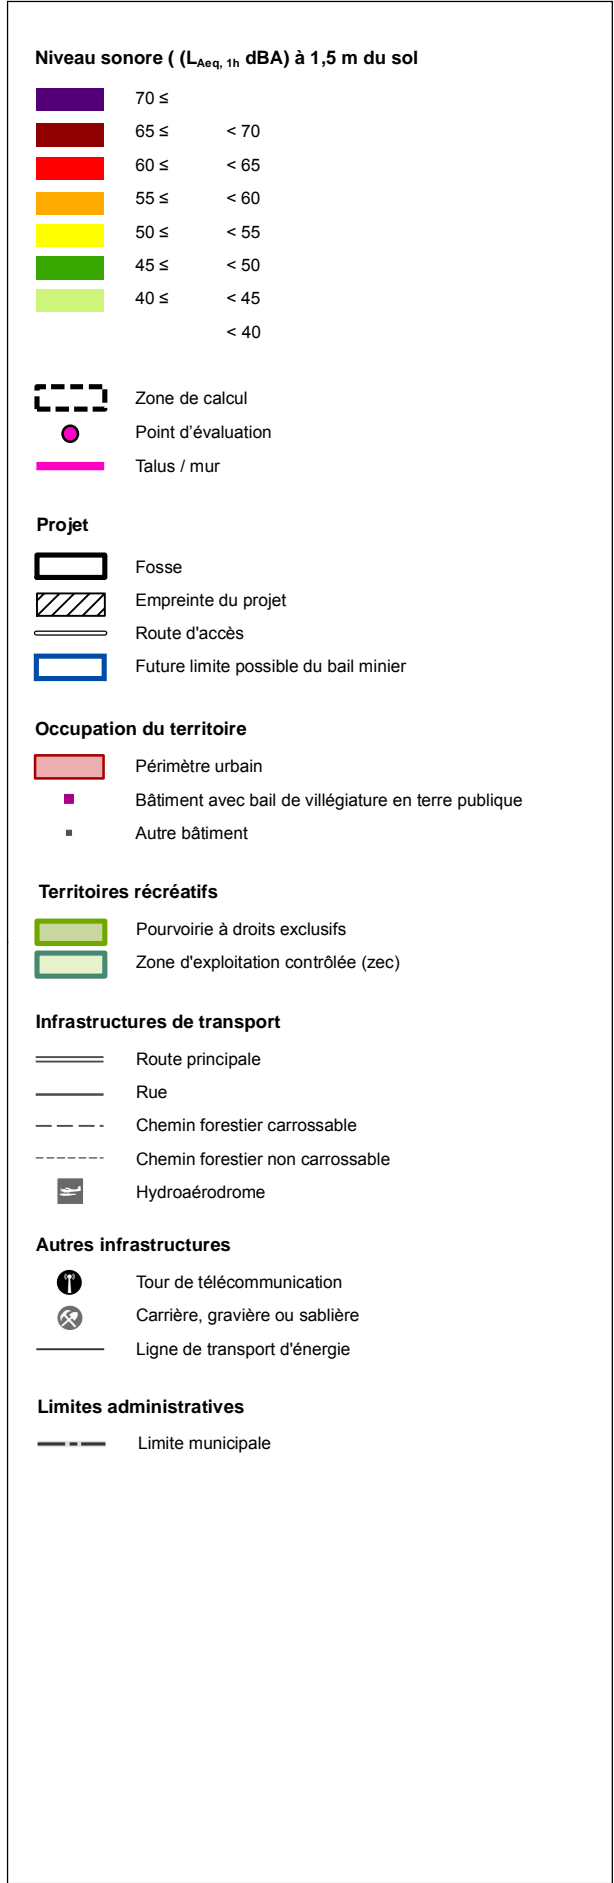 Niveau sonore ( (LAeq, 1h dBA) à 1,5 m du sol
70 ≤
65 ≤ < 70
60 ≤ < 65
55 ≤ < 60
50 ≤ < 55
45 ≤ < 50
40 ≤ < 45
< 40
Zone de calcul
Point d'évaluation
Talus / mur
Projet
Fosse
Empreinte du projet
Route d'accès
Future limite possible du bail minier
Occupation du territoire
Périmètre urbain
Bâtiment avec bail de villégiature en terre publique
Autre bâtiment
Territoires récréatifs
Pourvoirie à droits exclusifs
Zone d'exploitation contrôlée (zec)
Infrastructures de transport
Route principale
Rue
Chemin forestier carrossable
Chemin forestier non carrossable
Hydroaérodrome
Autres infrastructures
Tour de télécommunication
Carrière, gravière ou sablière
Ligne de transport d'énergie
Limites administratives
Limite municipale